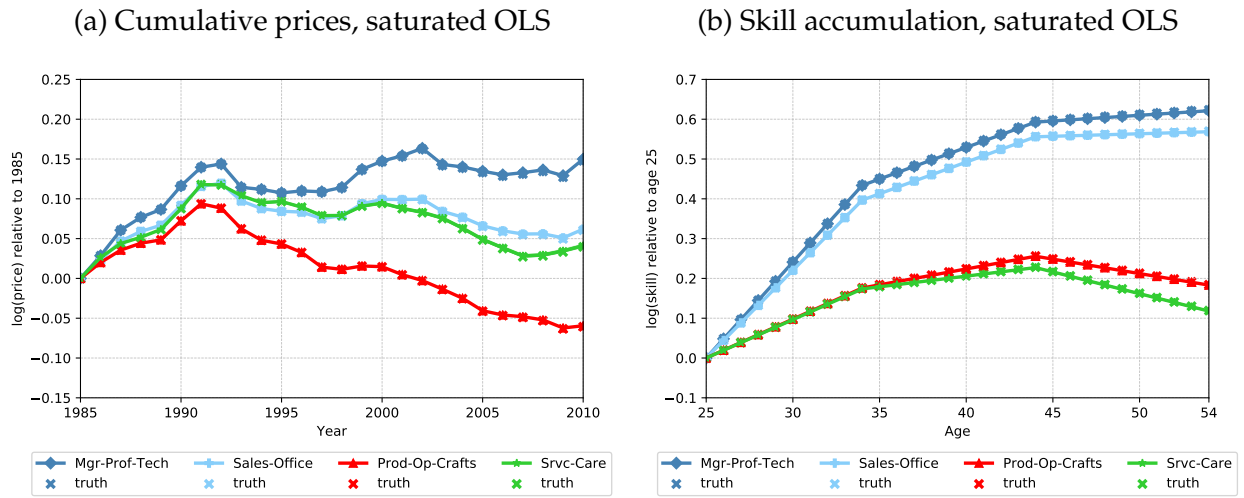 (a) Cumulative prices, saturated OLS
0.25
0.20
0.15
0.10
0.05
0.00
−0.05
−0.10
−0.15
log(price) relative to 1985
1985 1990 1995 2000 2005 2010
Year
Mgr-Prof-Tech Sales-Office Prod-Op-Crafts Srvc-Care
truth truth truth truth
(b) Skill accumulation, saturated OLS
0.7
0.6
0.5
0.4
0.3
0.2
0.1
0.0
−0.1
log(skill) relative to age 25
25 30 35 40 45 50 54
Age
Mgr-Prof-Tech Sales-Office Prod-Op-Crafts Srvc-Care
truth truth truth truth